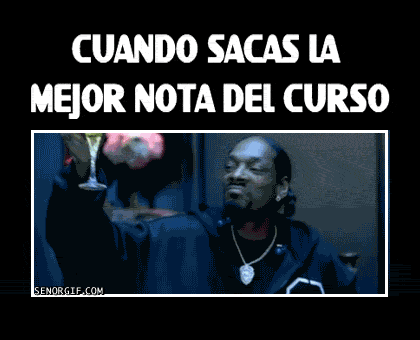 CUANDO SACAS LA
MEJOR NOTA DEL CURSO
SENORGIF.COM